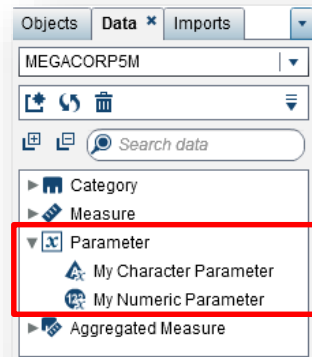 Objects Data Imports
MEGACORP5M
Search data
Category
Measure
x Parameter
My Character Parameter
My Numeric Parameter
Aggregated Measure